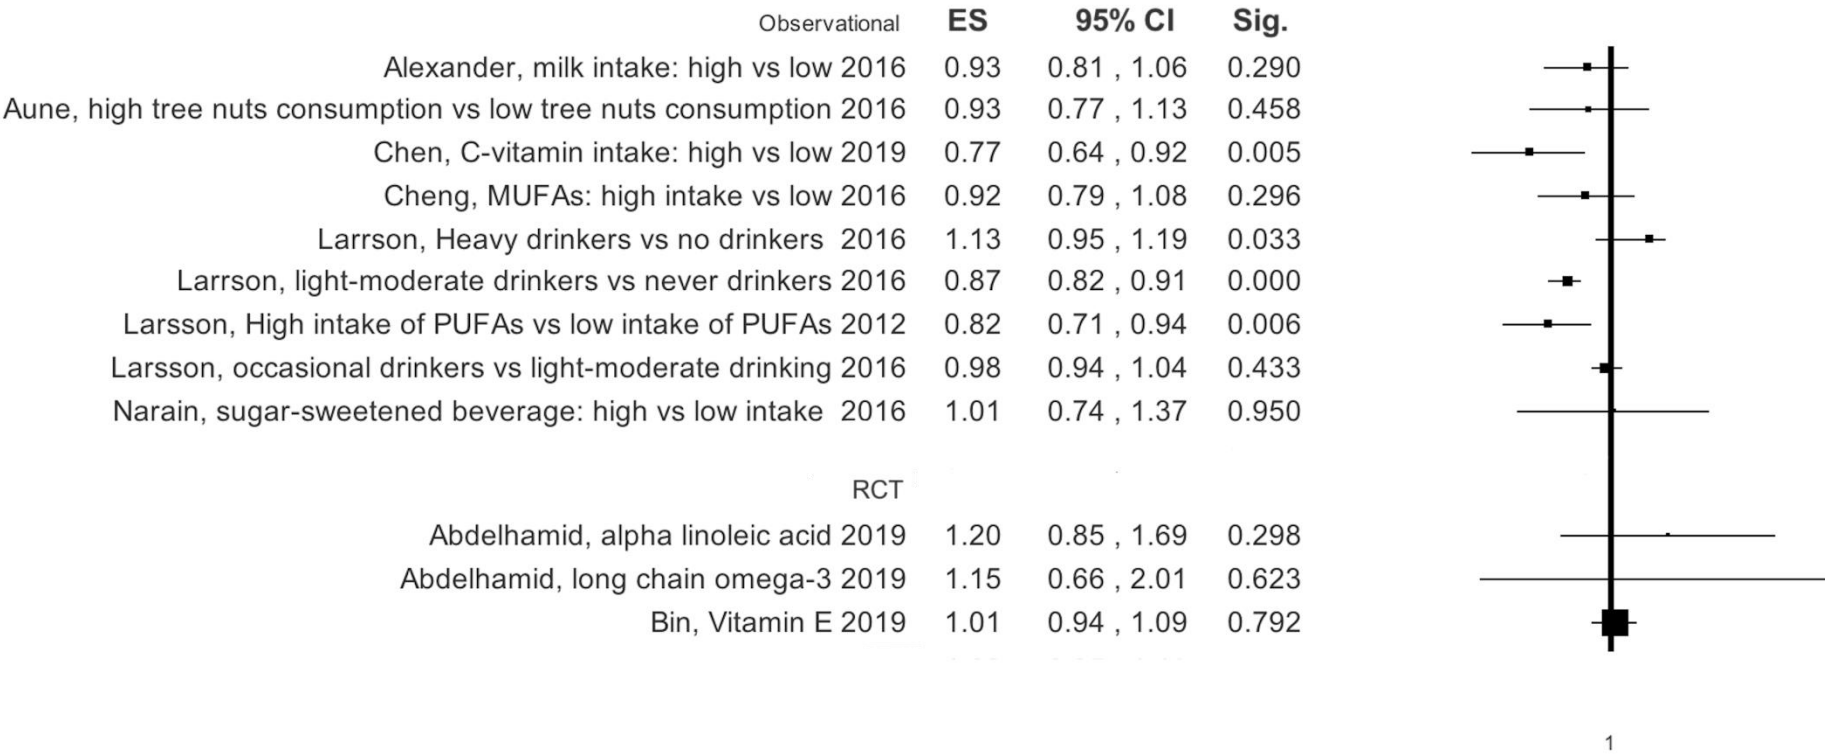 Observational ES 95% CI Sig.
Alexander, milk intake: high vs low 2016 0.93 0.81 , 1.06 0.290
Aune, high tree nuts consumption vs low tree nuts consumption 2016 0.93 0.77 , 1.13 0.458
Chen, C-vitamin intake: high vs low 2019 0.77 0.64 , 0.92 0.005
Cheng, MUFAs: high intake vs low 2016 0.92 0.79 , 1.08 0.296
Larrson, Heavy drinkers vs no drinkers 2016 1.13 0.95 , 1.19 0.033
Larrson, light-moderate drinkers vs never drinkers 2016 0.87 0.82 , 0.91 0.000
Larsson, High intake of PUFAs vs low intake of PUFAs 2012 0.82 0.71 , 0.94 0.006
Larsson, occasional drinkers vs light-moderate drinking 2016 0.98 0.94 , 1.04 0.433
Narain, sugar-sweetened beverage: high vs low intake 2016 1.01 0.74 , 1.37 0.950
RCT
Abdelhamid, alpha linoleic acid 2019 1.20 0.85 , 1.69 0.298
Abdelhamid, long chain omega-3 2019 1.15 0.66 , 2.01 0.623
Bin, Vitamin E 2019 1.01 0.94 , 1.09 0.792
1